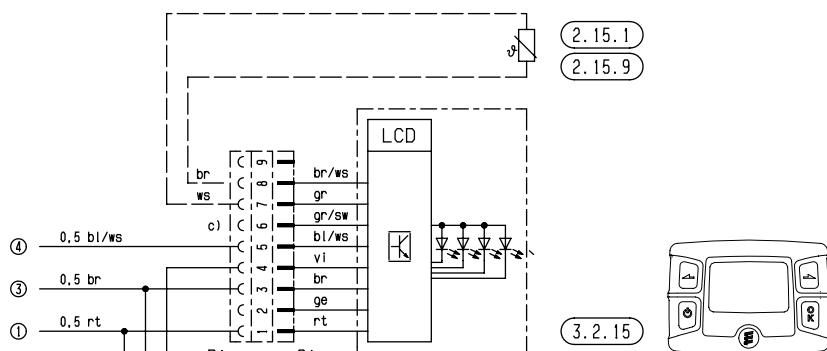 2.15.1
ϑ
2.15.9
LCD
9
br 8 br/ws
ws 7 gr
c) 6 gr/sw
④ 0,5 bl/ws 5 bl/ws
4 vi
③ 0,5 br 3 br
2 ge
① 0,5 rt 1 rt
3.2.15
OK